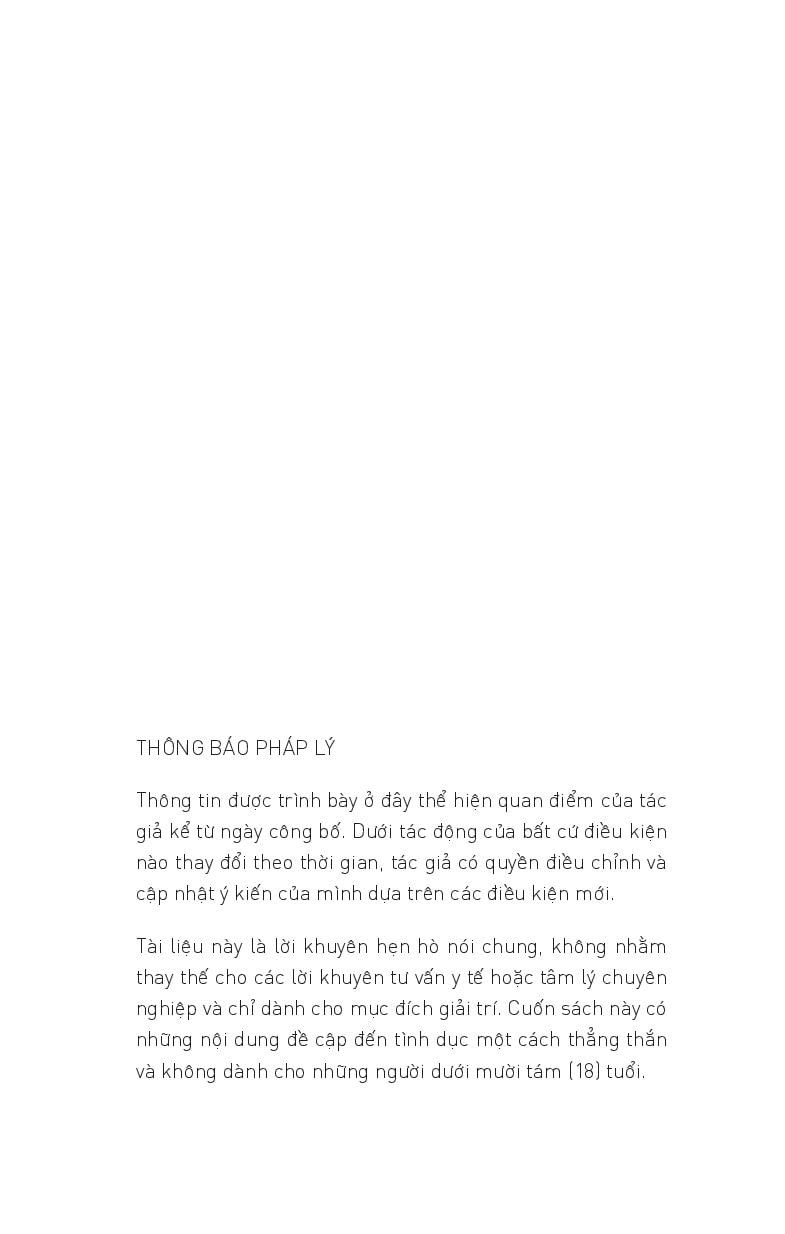 THÔNG BÁO PHÁP LÝ
Thông tin được trình bày ở đây thể hiện quan điểm của tác
giả kể từ ngày công bố. Dưới tác động của bất cứ điều kiện
nào thay đổi theo thời gian, tác giả có quyền điều chỉnh và
cập nhật ý kiến của mình dựa trên các điều kiện mới.
Tài liệu này là lời khuyên hẹn hò nói chung, không nhằm
thay thế cho các lời khuyên tư vấn y tế hoặc tâm lý chuyên
nghiệp và chỉ dành cho mục đích giải trí. Cuốn sách này có
những nội dung đề cập đến tình dục một cách thẳng thắn
và không dành cho những người dưới mười tám (18) tuổi.